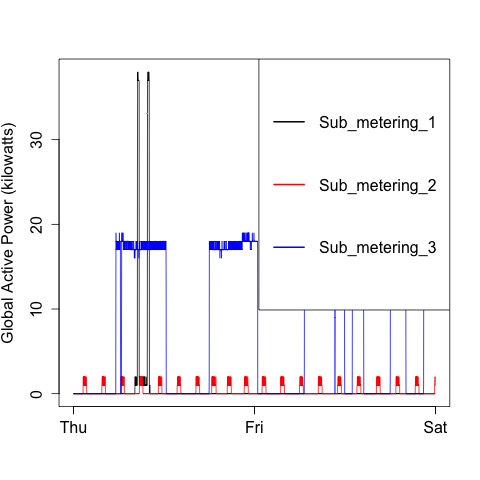 Global Active Power (kilowatts)
30
20
10
0
Sub_metering_1
Sub_metering_2
Sub_metering_3
Thu
Fri
Sat